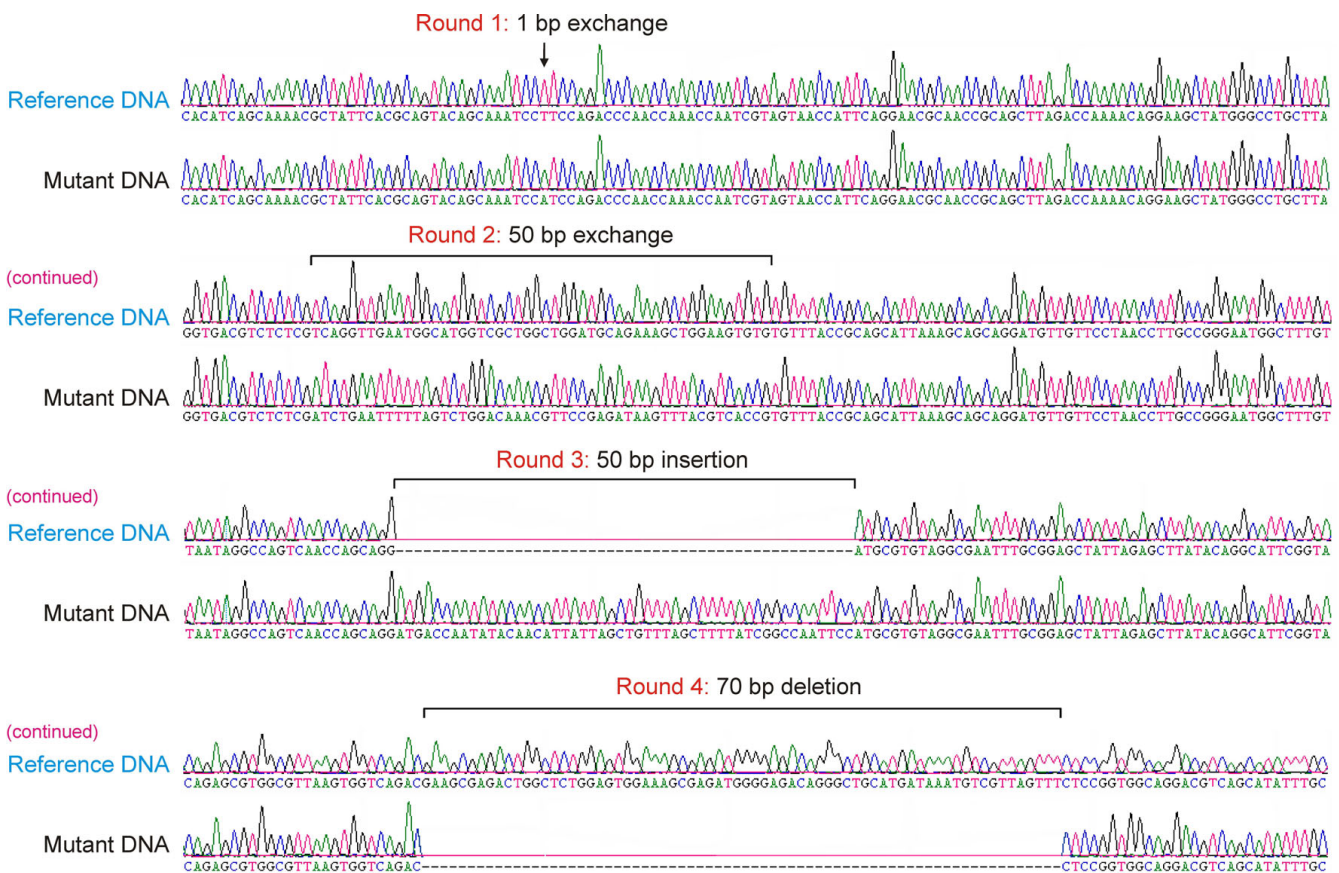 Round 1: 1 bp exchange
Reference DNA
CACATCAGCAAAACGCTATTCACGCAGTACAGCAAATCCTTCCAGACCCAACCAAACCAATCGTAGTAACCATTCAGGAACGCAACCGCAGCTTAGACCAAAACAGGAAGCTATGGGCCTGCTTA
Mutant DNA
CACATCAGCAAAACGCTATTCACGCAGTACAGCAAATCCATCCAGACCCAACCAAACCAATCGTAGTAACCATTCAGGAACGCAACCGCAGCTTAGACCAAAACAGGAAGCTATGGGCCTGCTTA
Round 2: 50 bp exchange
(continued)
Reference DNA
GGTGACGTCTCTCGTCAGGTTGAATGGCATGGTCGCTGGCTGGATGCAGAAAGCTGGAAGTGTGTGTTTACCGCAGCATTAAAGCAGCAGGATGTTGTTCCTAACCTTGCCGGGAATGGCTTTGT
Mutant DNA
GGTGACGTCTCTCGATCTGAATTTTTAGTCTGGACAAACGTTCCGAGATAAGTTTACGTCACCGTGTTTACCGCAGCATTAAAGCAGCAGGATGTTGTTCCTAACCTTGCCGGGAATGGCTTTGT
Round 3: 50 bp insertion
(continued)
Reference DNA
TAATAGGCCAGTCAACCAGCAGG--------------------------------------------------ATGCGTGTAGGCGAATTTGCGGAGCTATTAGAGCTTATACAGGCATTCGGTA
Mutant DNA
TAATAGGCCAGTCAACCAGCAGGATGACCAATATACAACATTATTAGCTGTTTAGCTTTTATCGGCCAATTCCATGCGTGTAGGCGAATTTGCGGAGCTATTAGAGCTTATACAGGCATTCGGTA
Round 4: 70 bp deletion
(continued)
Reference DNA
CAGAGCGTGGCGTTAAGTGGTCAGACGAAGCGAGACTGGCTCTGGAGTGGAAAGCGAGATGGGGAGACAGGGCTGCATGATAAATGTCGTTAGTTTCTCCGGTGGCAGGACGTCAGCATATTTGC
Mutant DNA
CAGAGCGTGGCGTTAAGTGGTCAGAC----------------------------------------------------------------------CTCCGGTGGCAGGACGTCAGCATATTTGC